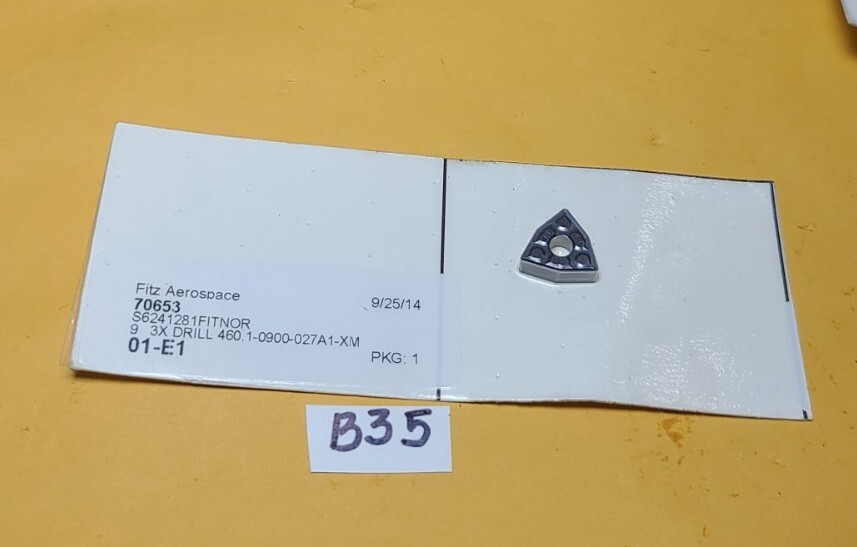 Fitz Aerospace
70653 9/25/14
S6241281FITNOR
9 3X DRILL 460.1-0900-027A1-XM
01-E1 PKG: 1
B35